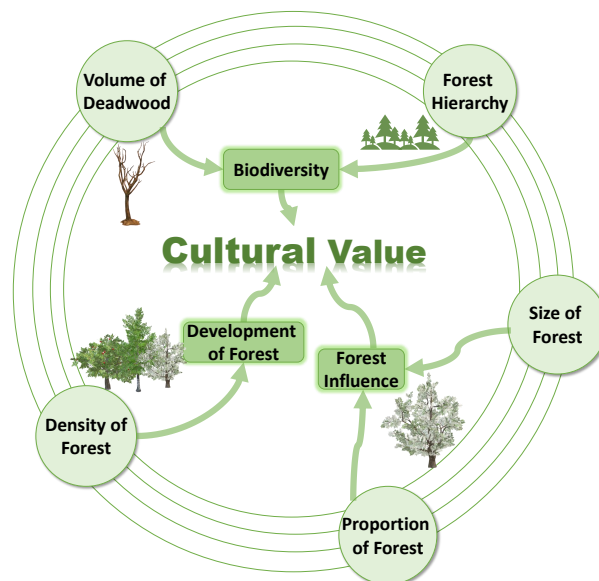 Volume of
Deadwood
Forest
Hierarchy
Biodiversity
Cultural Value
Size of
Forest
Development
of Forest
Forest
Influence
Density of
Forest
Proportion
of Forest